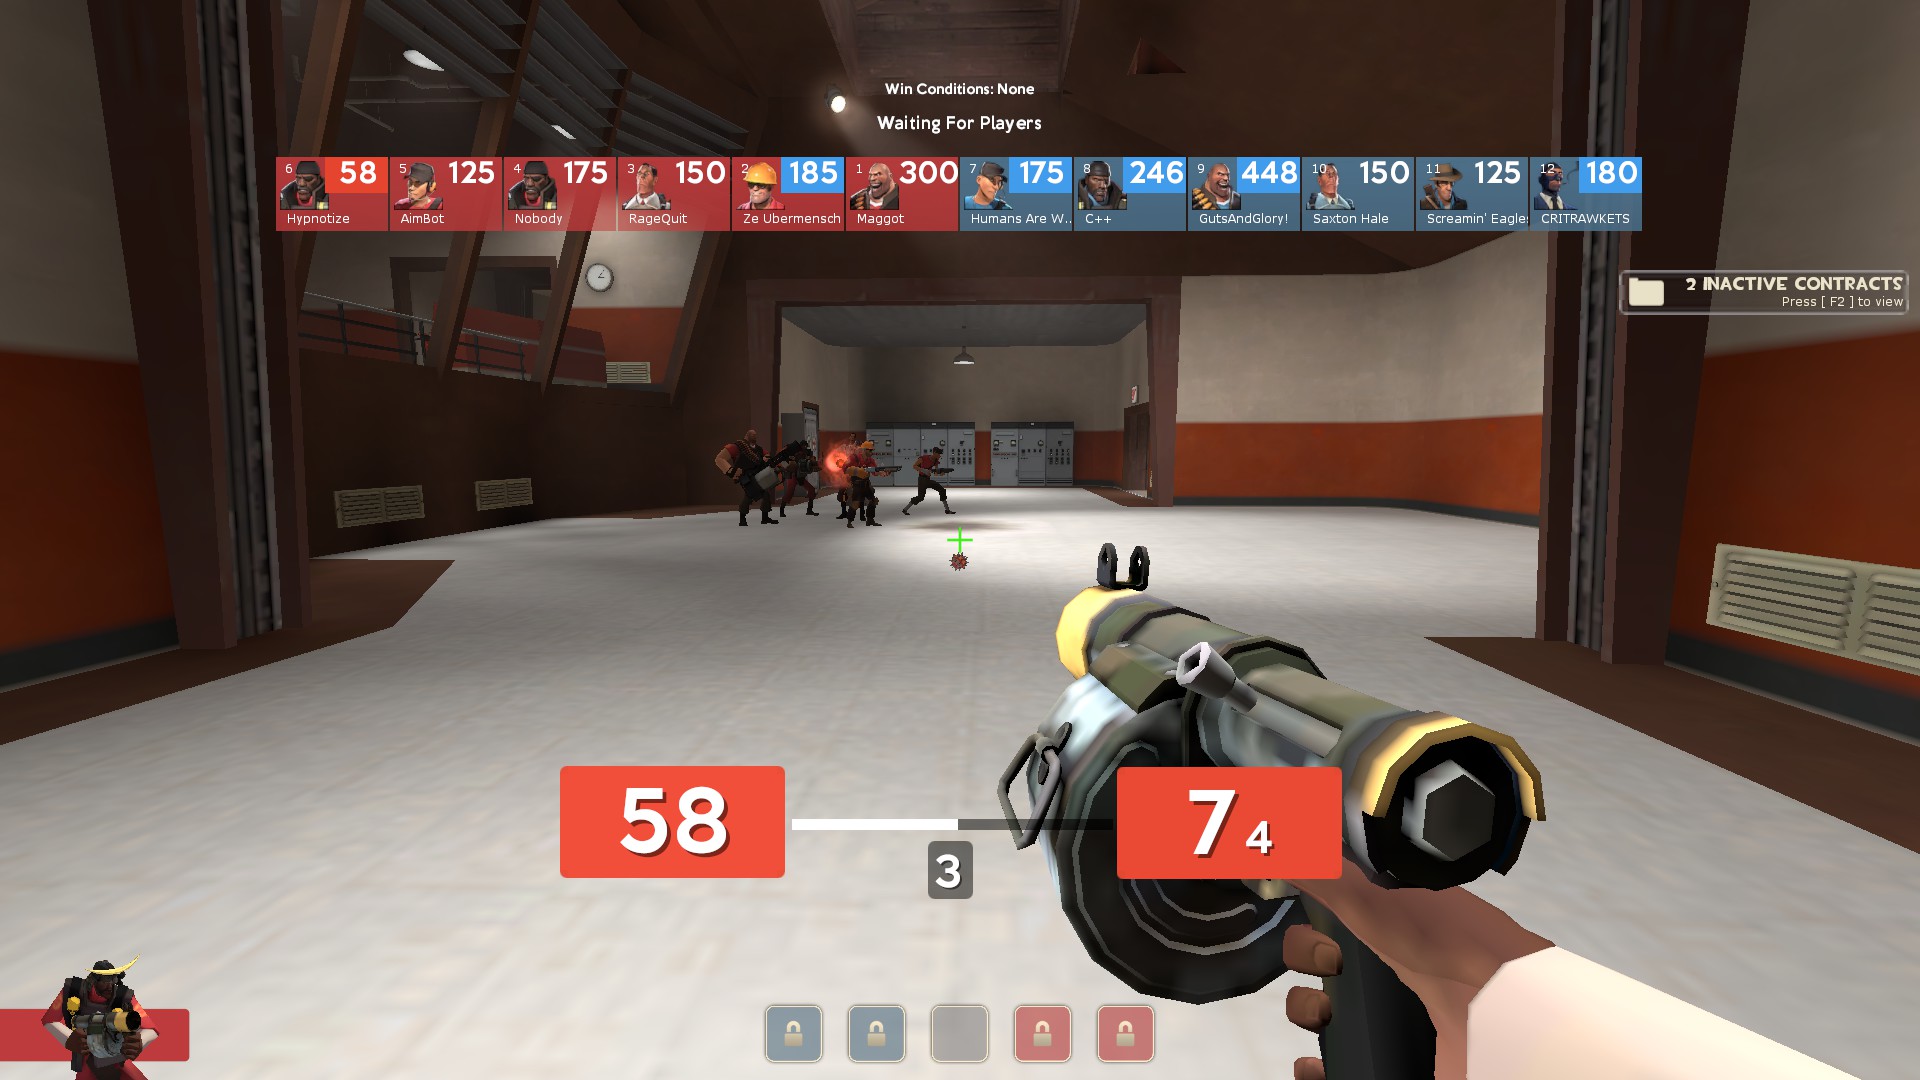 Win Conditions: None
Waiting For Players
6 58 5 125 4 175 3 150 2 185 1 300 7 175 8 246 9 448 10 150 11 125 12 180
Hypnotize AimBot Nobody RageQuit Ze Ubermensch Maggot Humans Are W... C++ GutsAndGlory! Saxton Hale Screamin' Eagles CRITRAWKETS
2 INACTIVE CONTRACTS
Press [ F2 ] to view
58 7 4
3